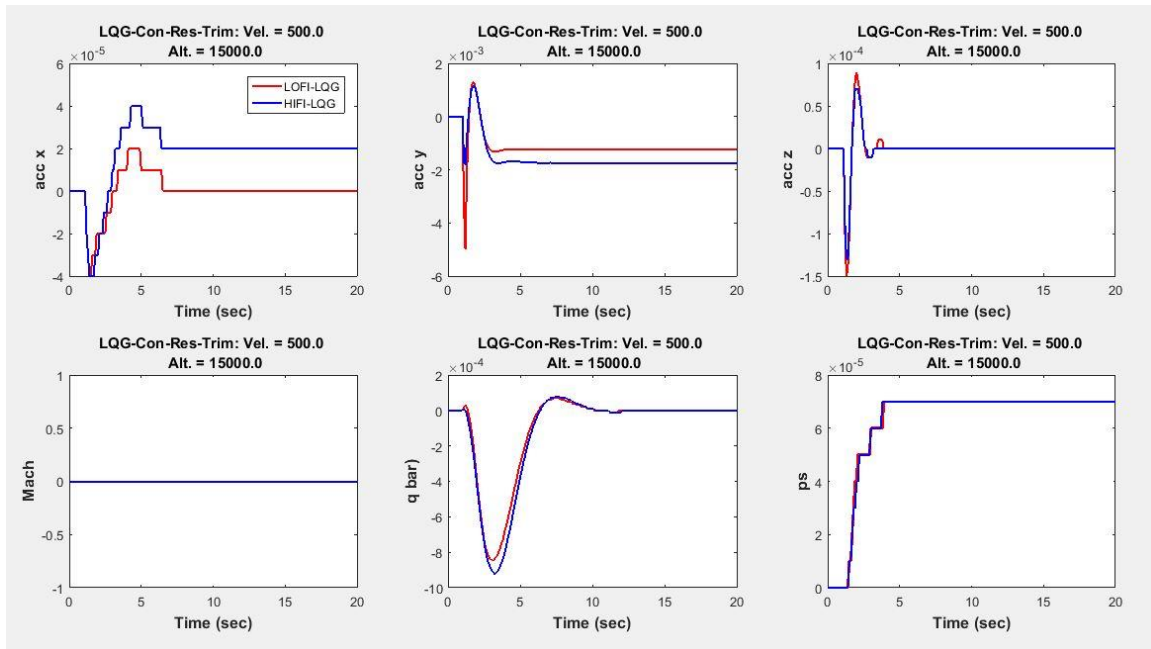 LQG-Con-Res-Trim: Vel. = 500.0
Alt. = 15000.0
×10⁻⁵
6
4
2
0
-2
-4
acc x
LOFI-LQG
HIFI-LQG
0 5 10 15 20
Time (sec)
LQG-Con-Res-Trim: Vel. = 500.0
Alt. = 15000.0
×10⁻³
2
0
-2
-4
-6
acc y
0 5 10 15 20
Time (sec)
LQG-Con-Res-Trim: Vel. = 500.0
Alt. = 15000.0
×10⁻⁴
1
0.5
0
-0.5
-1
-1.5
acc z
0 5 10 15 20
Time (sec)
LQG-Con-Res-Trim: Vel. = 500.0
Alt. = 15000.0
1
0.5
0
-0.5
-1
Mach
0 5 10 15 20
Time (sec)
LQG-Con-Res-Trim: Vel. = 500.0
Alt. = 15000.0
×10⁻⁴
2
0
-2
-4
-6
-8
-10
q bar)
0 5 10 15 20
Time (sec)
LQG-Con-Res-Trim: Vel. = 500.0
Alt. = 15000.0
×10⁻⁵
8
6
4
2
0
ps
0 5 10 15 20
Time (sec)